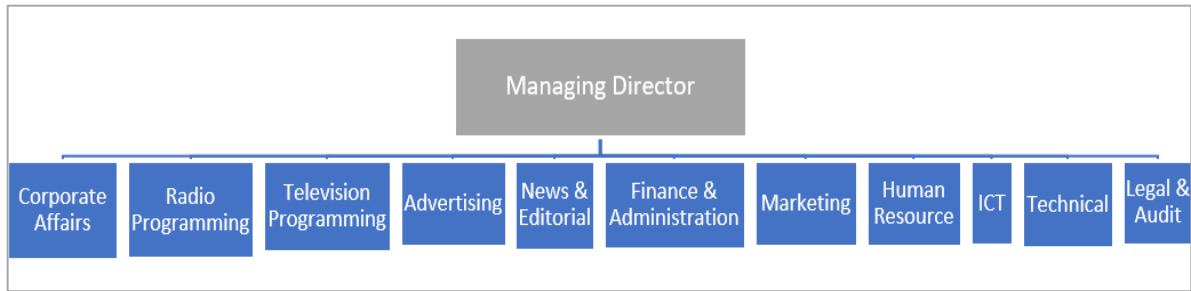 Managing Director
Corporate
Affairs
Radio
Programming
Television
Programming
Advertising
News &
Editorial
Finance &
Administration
Marketing
Human
Resource
ICT
Technical
Legal &
Audit